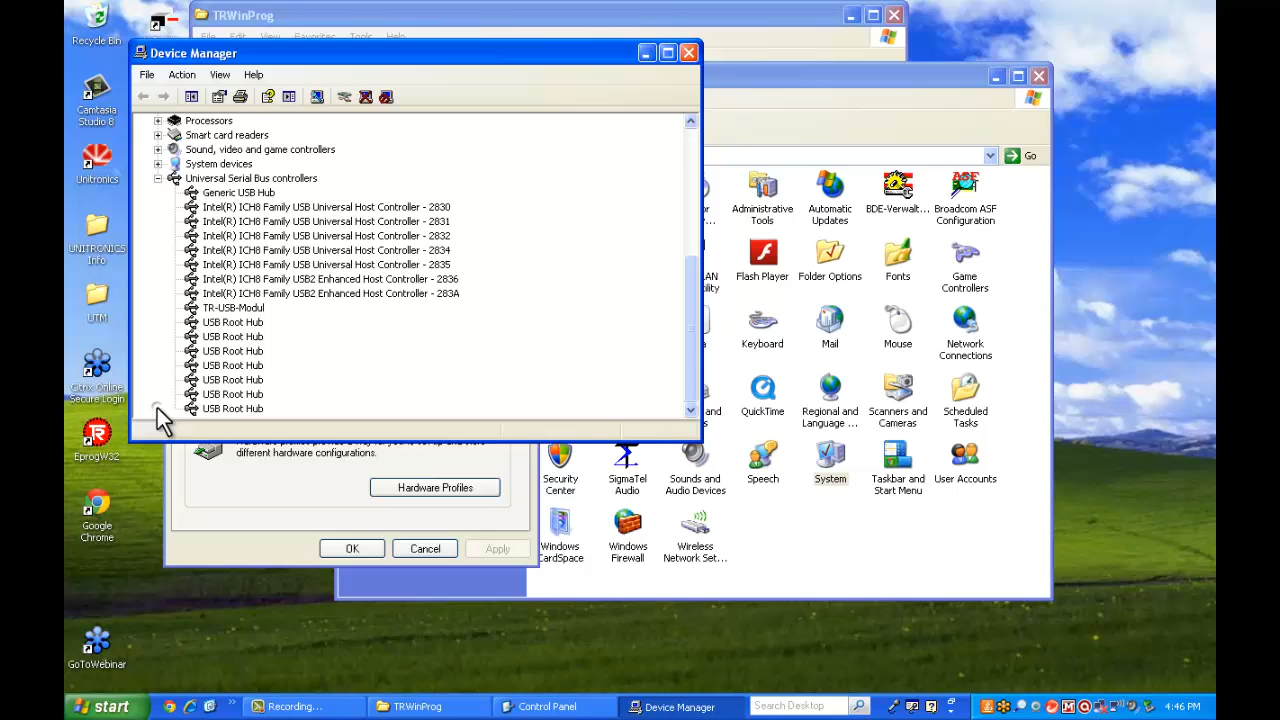 TRWinProg
File Edit View Favorites Tools Help
Recycle Bin
Camtasia
Studio 8
Unitronics
UNITRONICS
Info
UTM
Citrix Online
Secure Login
EprogW32
Google
Chrome
GoToWebinar
Device Manager
File Action View Help
Processors
Smart card readers
Sound, video and game controllers
System devices
Universal Serial Bus controllers
Generic USB Hub
Intel(R) ICH8 Family USB Universal Host Controller - 2830
Intel(R) ICH8 Family USB Universal Host Controller - 2831
Intel(R) ICH8 Family USB Universal Host Controller - 2832
Intel(R) ICH8 Family USB Universal Host Controller - 2834
Intel(R) ICH8 Family USB Universal Host Controller - 2835
Intel(R) ICH8 Family USB2 Enhanced Host Controller - 2836
Intel(R) ICH8 Family USB2 Enhanced Host Controller - 283A
TR-USB-Modul
USB Root Hub
USB Root Hub
USB Root Hub
USB Root Hub
USB Root Hub
USB Root Hub
USB Root Hub
different hardware configurations.
Hardware Profiles
OK Cancel Apply
Go
Administrative
Tools
Automatic
Updates
BDE-Verwalt...
Broadcom ASF
Configuration
Flash Player
Folder Options
Fonts
Game
Controllers
Keyboard
Mail
Mouse
Network
Connections
QuickTime
Regional and
Language ...
Scanners and
Cameras
Scheduled
Tasks
Security
Center
SigmaTel
Audio
Sounds and
Audio Devices
Speech
System
Taskbar and
Start Menu
User Accounts
Windows
CardSpace
Windows
Firewall
Wireless
Network Set...
start
Recording...
TRWinProg
Control Panel
Device Manager
Search Desktop
4:46 PM